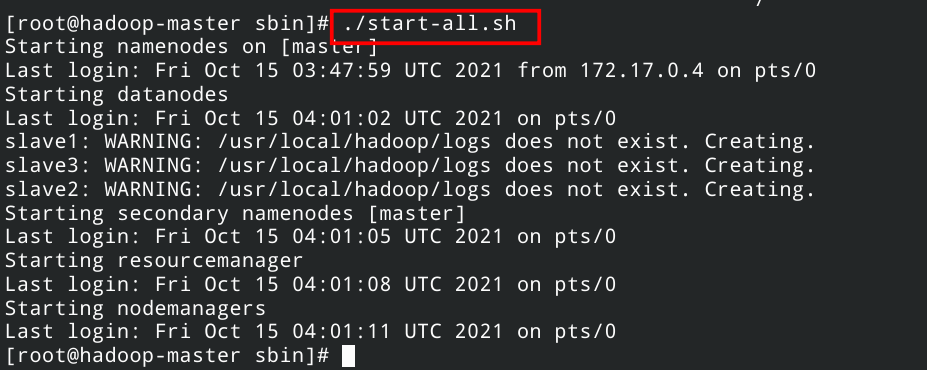 [root@hadoop-master sbin]# ./start-all.sh
Starting namenodes on [master]
Last login: Fri Oct 15 03:47:59 UTC 2021 from 172.17.0.4 on pts/0
Starting datanodes
Last login: Fri Oct 15 04:01:02 UTC 2021 on pts/0
slave1: WARNING: /usr/local/hadoop/logs does not exist. Creating.
slave3: WARNING: /usr/local/hadoop/logs does not exist. Creating.
slave2: WARNING: /usr/local/hadoop/logs does not exist. Creating.
Starting secondary namenodes [master]
Last login: Fri Oct 15 04:01:05 UTC 2021 on pts/0
Starting resourcemanager
Last login: Fri Oct 15 04:01:08 UTC 2021 on pts/0
Starting nodemanagers
Last login: Fri Oct 15 04:01:11 UTC 2021 on pts/0
[root@hadoop-master sbin]#